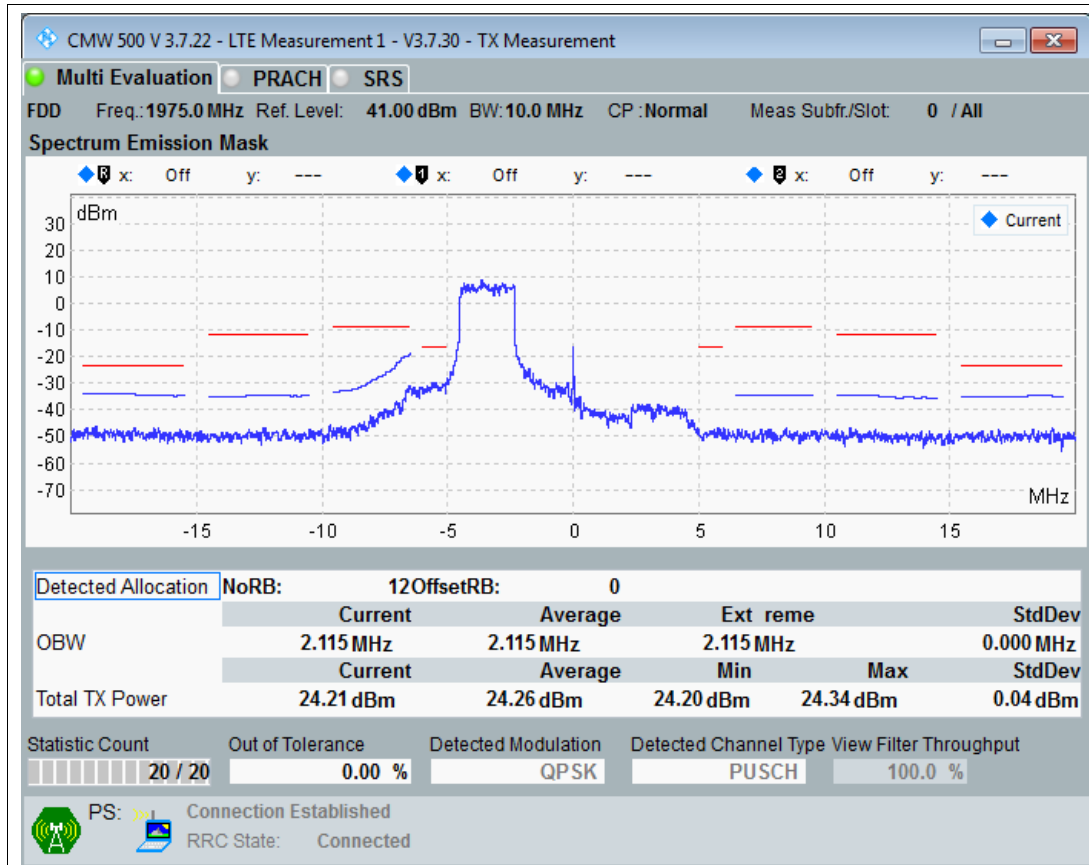 CMW 500 V 3.7.22 - LTE Measurement 1 - V3.7.30 - TX Measurement
Multi Evaluation PRACH SRS
FDD Freq.: 1975.0 MHz Ref. Level: 41.00 dBm BW: 10.0 MHz CP : Normal Meas Subfr./Slot: 0 / All
Spectrum Emission Mask
R x: Off y: --- 1 x: Off y: --- 2 x: Off y: ---
dBm
Current
30
20
10
0
-10
-20
-30
-40
-50
-60
-70
MHz
-15 -10 -5 0 5 10 15
Detected Allocation NoRB: 12 OffsetRB: 0
Current Average Ext reme StdDev
OBW 2.115 MHz 2.115 MHz 2.115 MHz 0.000 MHz
Current Average Min Max StdDev
Total TX Power 24.21 dBm 24.26 dBm 24.20 dBm 24.34 dBm 0.04 dBm
Statistic Count Out of Tolerance Detected Modulation Detected Channel Type View Filter Throughput
20 / 20 0.00 % QPSK PUSCH 100.0 %
PS: Connection Established
RRC State: Connected